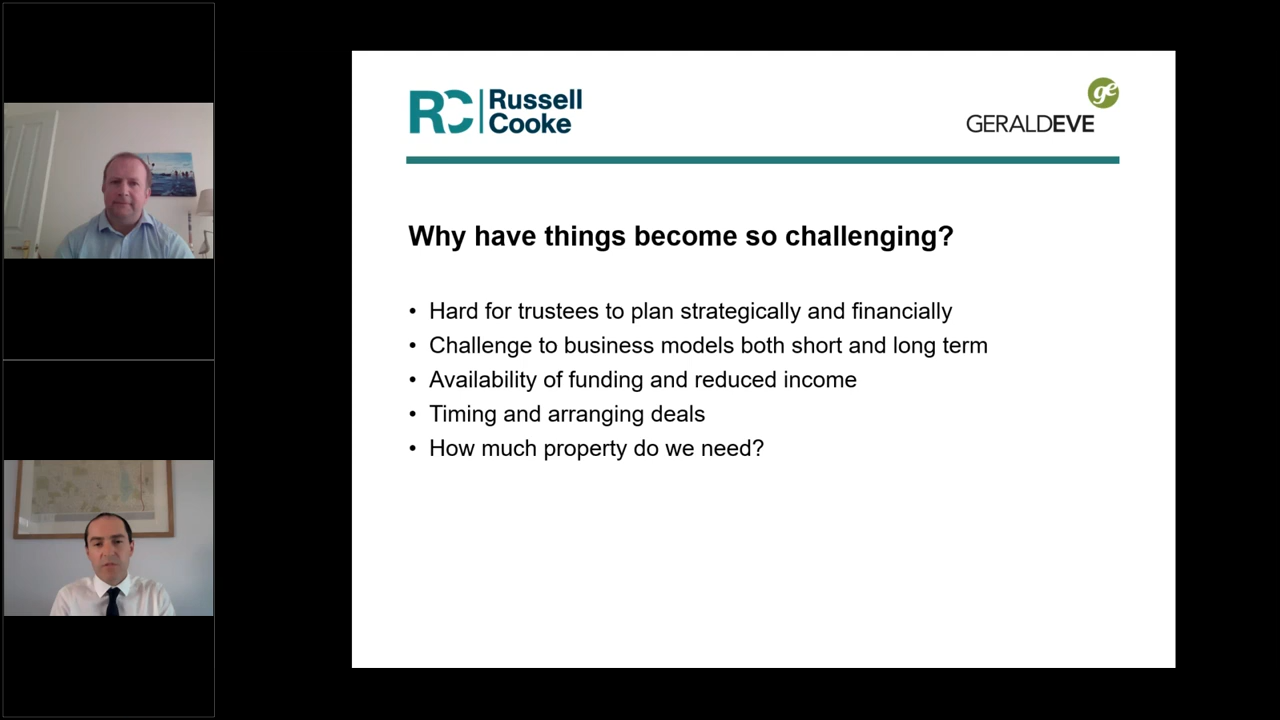 RC Russell
Cooke
ge
GERALDEVE
Why have things become so challenging?
• Hard for trustees to plan strategically and financially
• Challenge to business models both short and long term
• Availability of funding and reduced income
• Timing and arranging deals
• How much property do we need?